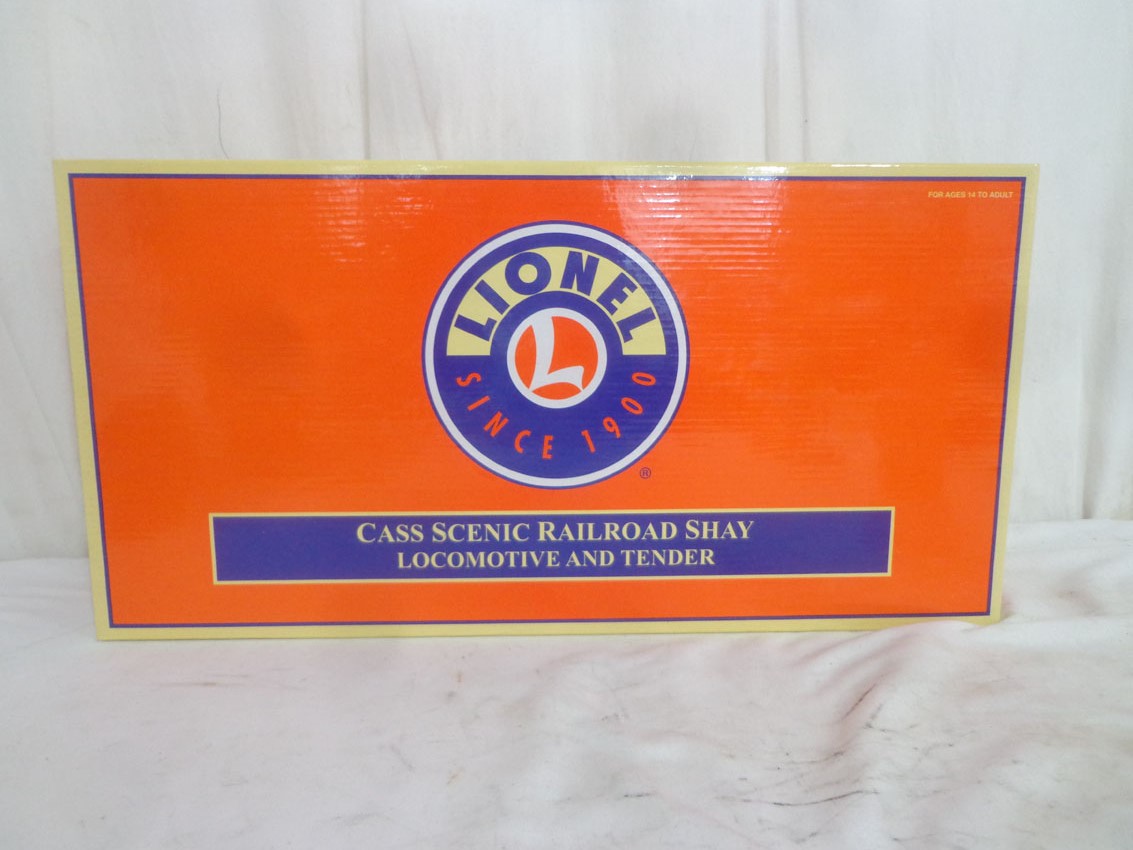 FOR AGES 14 TO ADULT
LIONEL
L
SINCE 1900
®
CASS SCENIC RAILROAD SHAY
LOCOMOTIVE AND TENDER